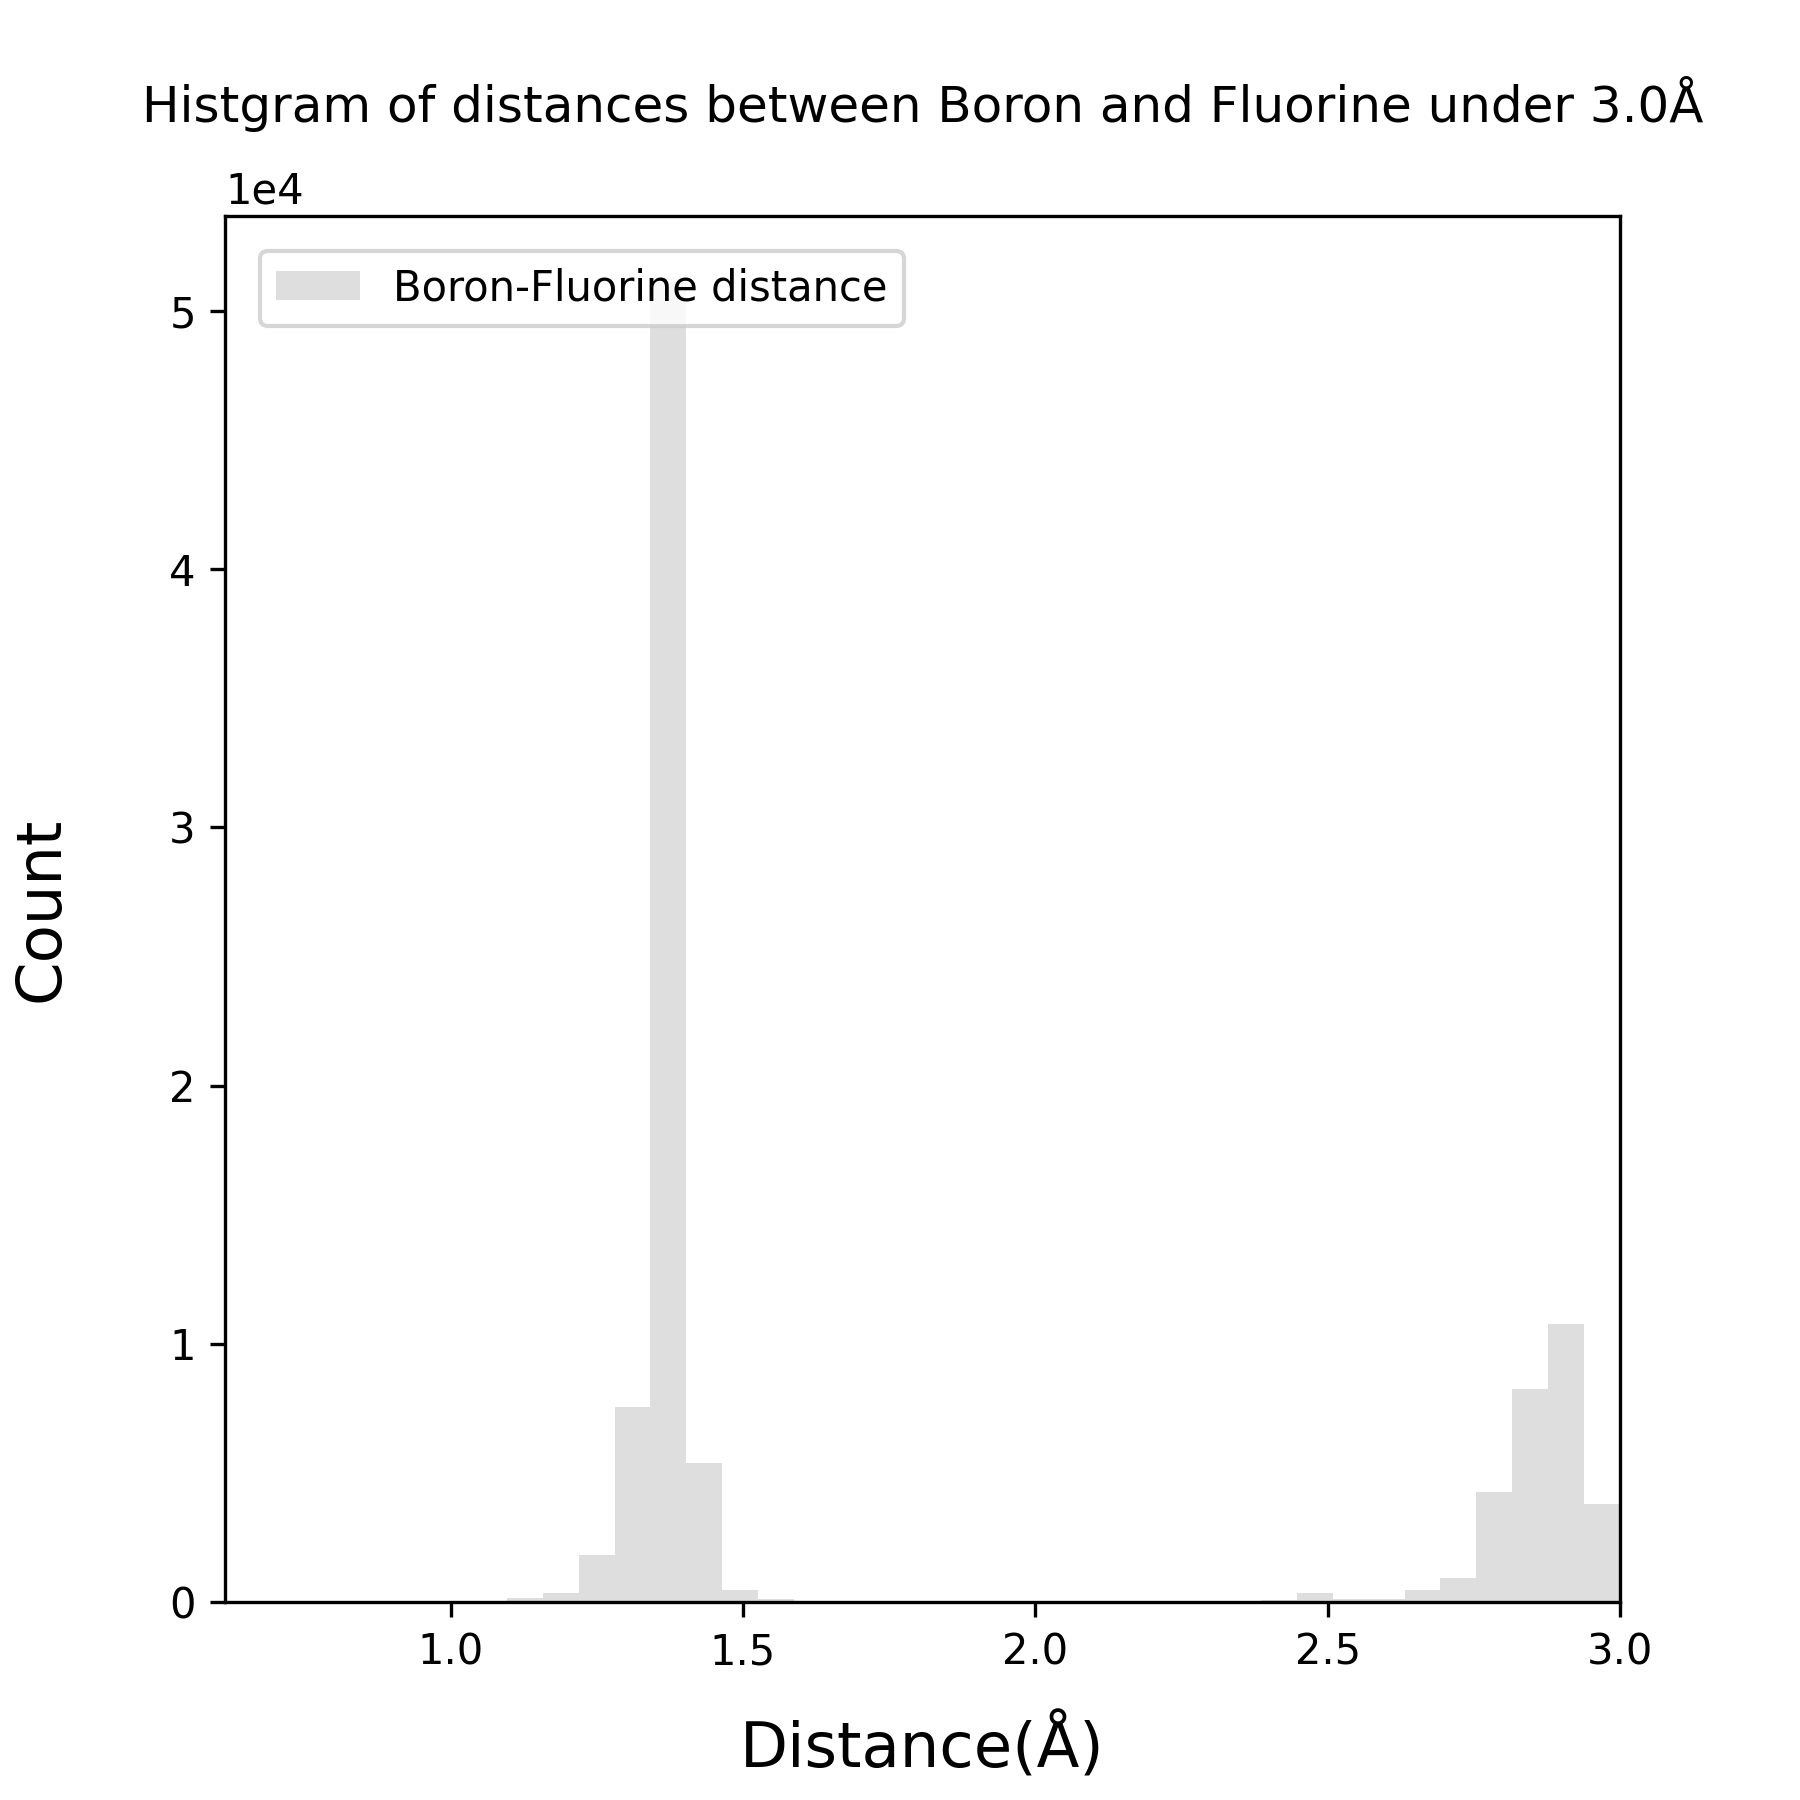 Histgram of distances between Boron and Fluorine under 3.0Å
1e4
Boron-Fluorine distance
5
4
3
2
1
0
Count
1.0 1.5 2.0 2.5 3.0
Distance(Å)